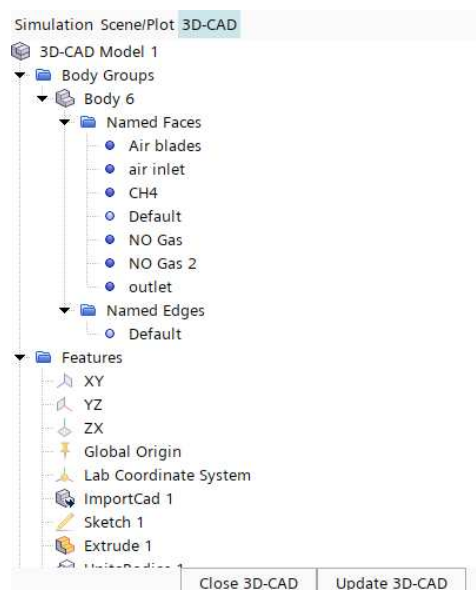 Simulation Scene/Plot 3D-CAD
3D-CAD Model 1
Body Groups
Body 6
Named Faces
Air blades
air inlet
CH4
Default
NO Gas
NO Gas 2
outlet
Named Edges
Default
Features
XY
YZ
ZX
Global Origin
Lab Coordinate System
ImportCad 1
Sketch 1
Extrude 1
Close 3D-CAD Update 3D-CAD